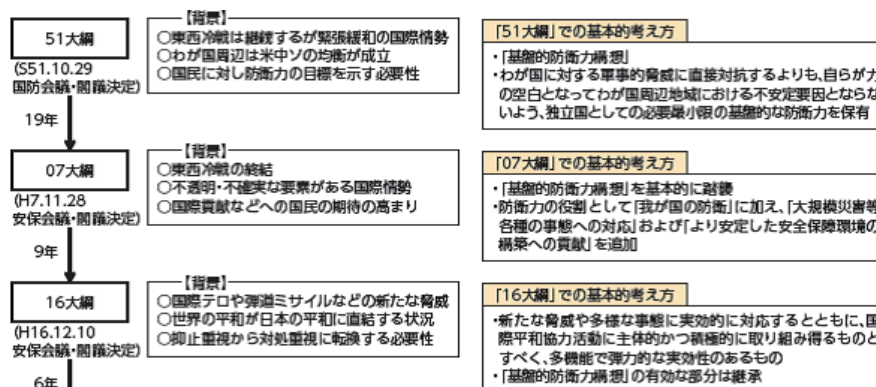 51大綱
(S51.10.29
国防会議・閣議決定)
【背景】
○東西冷戦は継続するが緊張緩和の国際情勢
○わが国周辺は米中ソの均衡が成立
○国民に対し防衛力の目標を示す必要性
「51大綱」での基本的考え方
・「基盤的防衛力構想」
・わが国に対する軍事的脅威に直接対抗するよりも、自らが力
の空白となってわが国周辺地域における不安定要因とならな
いよう、独立国としての必要最小限の基盤的な防衛力を保有
19年
07大綱
(H7.11.28
安保会議・閣議決定)
【背景】
○東西冷戦の終結
○不透明・不確実な要素がある国際情勢
○国際貢献などへの国民の期待の高まり
「07大綱」での基本的考え方
・「基盤的防衛力構想」を基本的に踏襲
・防衛力の役割として「我が国の防衛」に加え、「大規模災害等
各種の事態への対応」および「より安定した安全保障環境の
構築への貢献」を追加
9年
16大綱
(H16.12.10
安保会議・閣議決定)
【背景】
○国際テロや弾道ミサイルなどの新たな脅威
○世界の平和が日本の平和に直結する状況
○抑止重視から対処重視に転換する必要性
「16大綱」での基本的考え方
・新たな脅威や多様な事態に実効的に対応するとともに、国
際平和協力活動に主体的かつ積極的に取り組み得るものと
すべく、多機能で弾力的な実効性のあるもの
・「基盤的防衛力構想」の有効な部分は継承
6年